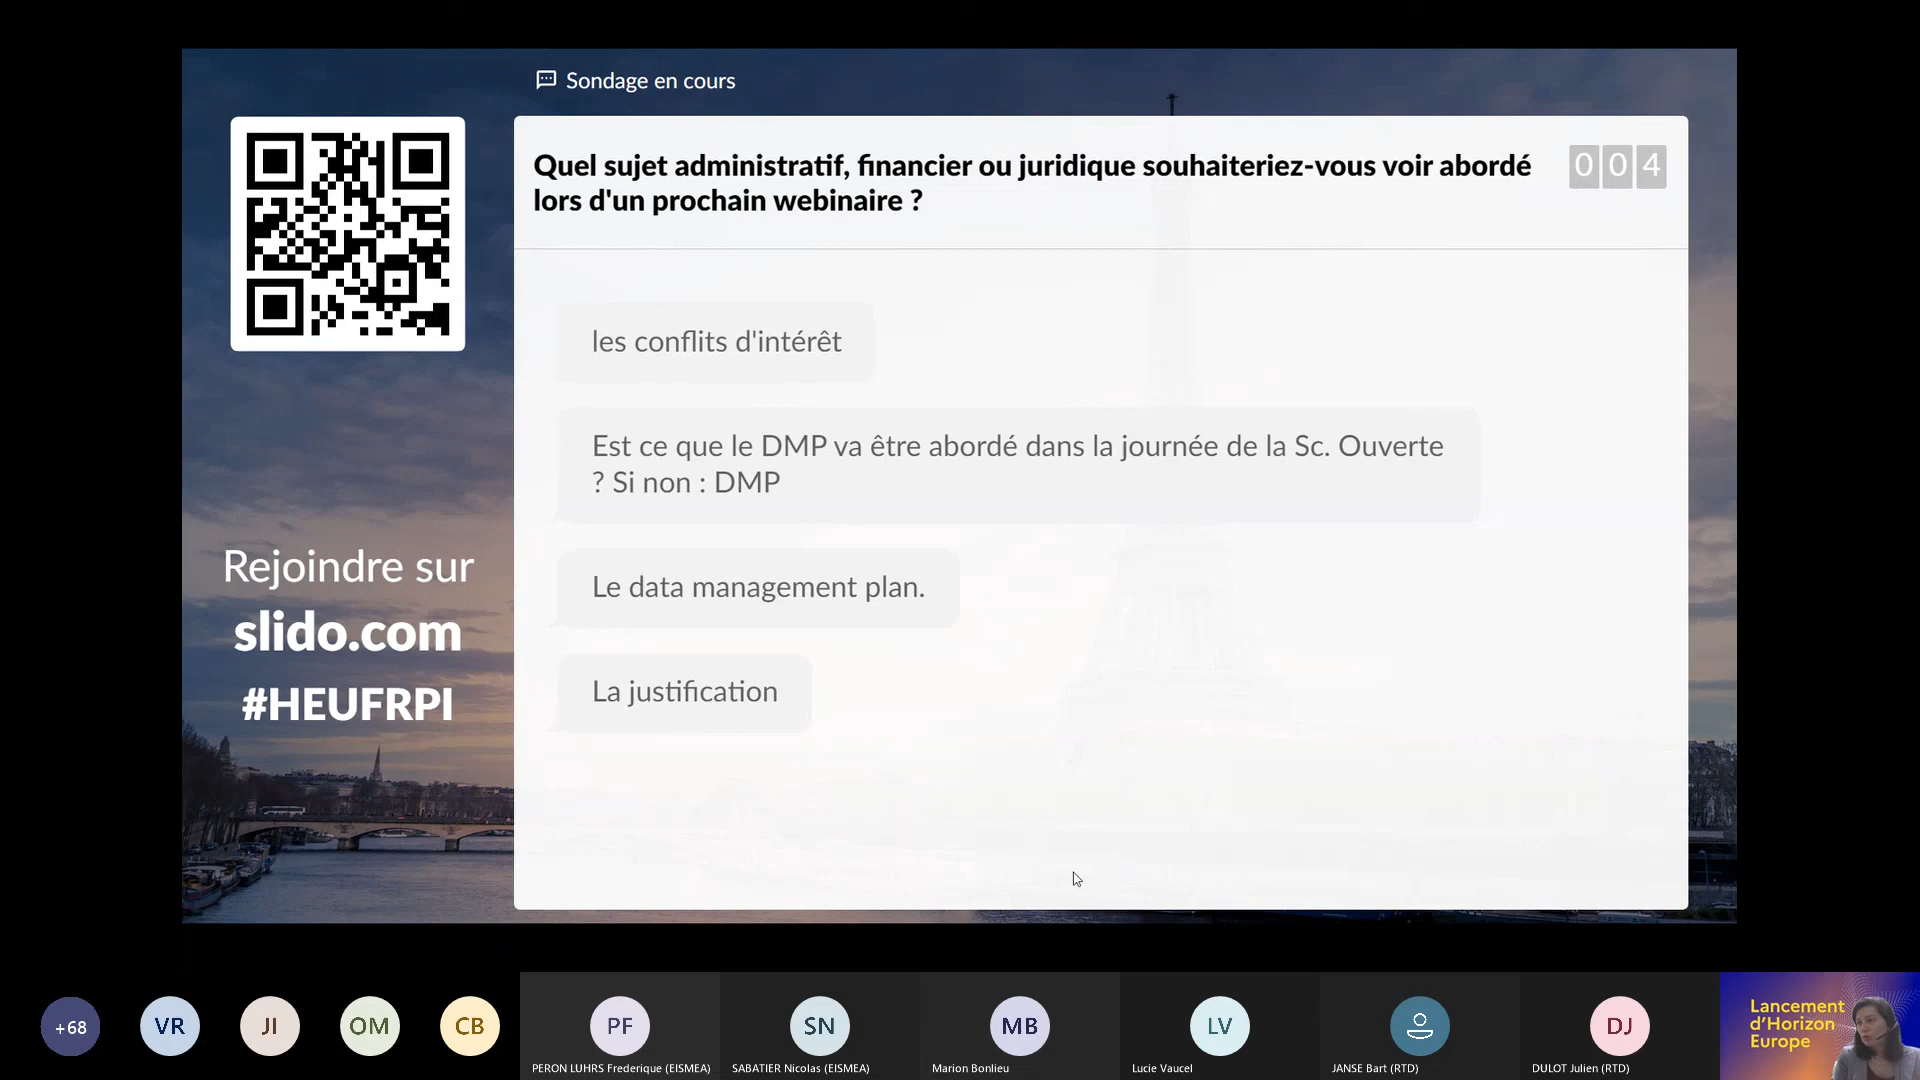 Sondage en cours
Quel sujet administratif, financier ou juridique souhaiteriez-vous voir abordé
lors d'un prochain webinaire ?
004
les conflits d'intérêt
Est ce que le DMP va être abordé dans la journée de la Sc. Ouverte
? Si non : DMP
Le data management plan.
La justification
Rejoindre sur
slido.com
#HEUFRPI
+68
VR
JI
OM
CB
PF
SN
MB
LV
DJ
PERON LUHRS Frederique (EISMEA)
SABATIER Nicolas (EISMEA)
Marion Bonlieu
Lucie Vaucel
JANSE Bart (RTD)
DULOT Julien (RTD)
Lancement
d'Horizon
Europe